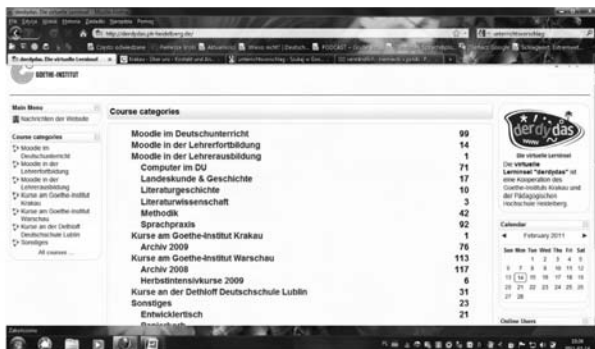 http://derdydas.ph-heidelberg.de/
GOETHE-INSTITUT
Main Menu
Nachrichten der Website
Course categories
Moodle im
Deutschunterricht
Moodle in der
Lehrerfortbildung
Moodle in der
Lehrerausbildung
Kurse am Goethe-Institut
Krakau
Kurse am Goethe-Institut
Warschau
Kurse an der Dethloff
Deutschschule Lublin
Sonstiges
All courses ...
Course categories
Moodle im Deutschunterricht 99
Moodle in der Lehrerfortbildung 14
Moodle in der Lehrerausbildung 1
Computer im DU 71
Landeskunde & Geschichte 17
Literaturgeschichte 10
Literaturwissenschaft 3
Methodik 42
Sprachpraxis 92
Kurse am Goethe-Institut Krakau 1
Archiv 2009 76
Kurse am Goethe-Institut Warschau 113
Archiv 2008 117
Herbstintensivkurse 2009 6
Kurse an der Dethloff Deutschschule Lublin 31
Sonstiges 23
Entwicklertisch 21
derdydas
Die virtuelle Lerninsel
Die virtuelle
Lerninsel "derdydas" ist
eine Kooperation des
Goethe-Instituts Krakau und
der Pädagogischen
Hochschule Heidelberg.
Calendar
February 2011
Sun Mon Tue Wed Thu Fri Sat
1 2 3 4 5
6 7 8 9 10 11 12
13 14 15 16 17 18 19
20 21 22 23 24 25 26
27 28
Online Users